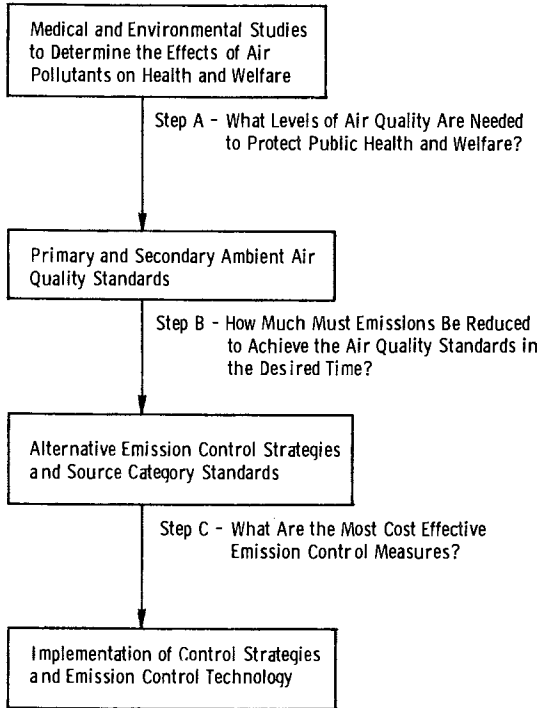 Medical and Environmental Studies
to Determine the Effects of Air
Pollutants on Health and Welfare
Step A - What Levels of Air Quality Are Needed
to Protect Public Health and Welfare?
Primary and Secondary Ambient Air
Quality Standards
Step B - How Much Must Emissions Be Reduced
to Achieve the Air Quality Standards in
the Desired Time?
Alternative Emission Control Strategies
and Source Category Standards
Step C - What Are the Most Cost Effective
Emission Control Measures?
Implementation of Control Strategies
and Emission Control Technology